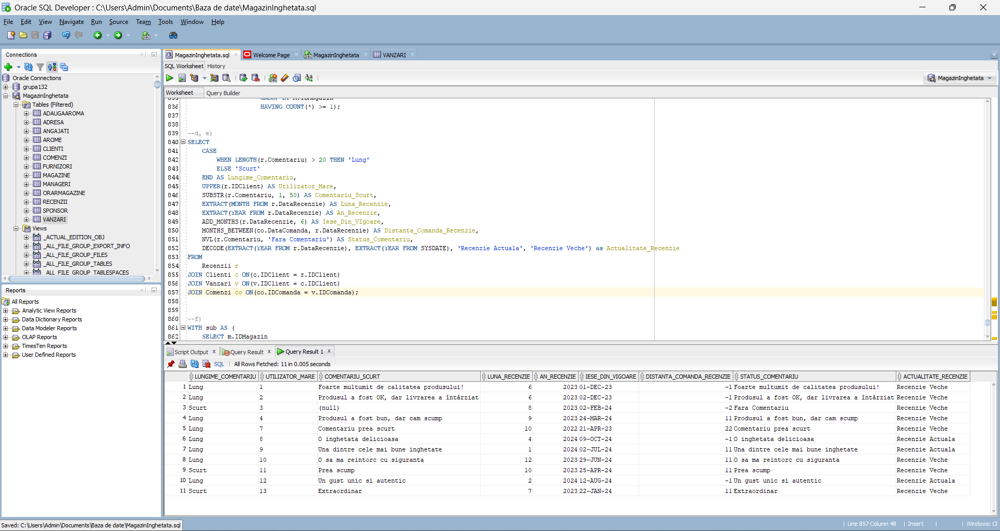 Oracle SQL Developer : C:\Users\Admin\Documents\Baza de date\MagazinInghetata.sql
File Edit View Navigate Run Source Team Tools Window Help
Connections
Oracle Connections
grupa132
MagazinInghetata
Tables (Filtered)
ADAUGAAROMA
ADRESA
ANGAJATI
AROME
CLIENTI
COMENZI
FURNIZORI
MAGAZINE
MANAGERI
ORARMAGAZINE
RECENZII
SPONSOR
VANZARI
Views
_ACTUAL_EDITION_OBJ
_ALL_FILE_GROUP_EXPORT_INFO
_ALL_FILE_GROUP_FILES
_ALL_FILE_GROUP_TABLES
_ALL_FILE_GROUP_TABLESPACES
Reports
All Reports
Analytic View Reports
Data Dictionary Reports
Data Modeler Reports
OLAP Reports
TimesTen Reports
User Defined Reports
MagazinInghetata.sql Welcome Page MagazinInghetata VANZARI
SQL Worksheet History
MagazinInghetata
Worksheet Query Builder
835 GROUP BY m.IDMagazin
836 HAVING COUNT(*) >= 1);
837
838
839 --d, e)
840 SELECT
841 CASE
842 WHEN LENGTH(r.Comentariu) > 20 THEN 'Lung'
843 ELSE 'Scurt'
844 END AS Lungime_Comentariu,
845 UPPER(r.IDClient) AS Utilizator_Mare,
846 SUBSTR(r.Comentariu, 1, 50) AS Comentariu_Scurt,
847 EXTRACT(MONTH FROM r.DataRecenzie) AS Luna_Recenzie,
848 EXTRACT(YEAR FROM r.DataRecenzie) AS An_Recenzie,
849 ADD_MONTHS(r.DataRecenzie, 6) AS Iese_Din_VIgoare,
850 MONTHS_BETWEEN(co.DataComanda, r.DataRecenzie) AS Distanta_Comanda_Recenzie,
851 NVL(r.Comentariu, 'Fara Comentariu') AS Status_Comentariu,
852 DECODE(EXTRACT(YEAR FROM r.DataRecenzie), EXTRACT(YEAR FROM SYSDATE), 'Recenzie Actuala', 'Recenzie Veche') as Actualitate_Recenzie
853 FROM
854 Recenzii r
855 JOIN Clienti c ON(c.IDClient = r.IDClient)
856 JOIN Vanzari v ON(v.IDClient = c.IDClient)
857 JOIN Comenzi co ON(co.IDComanda = v.IDComanda);
858
859
860 --f)
861 WITH sub AS (
862 SELECT m.IDMagazin
Script Output Query Result Query Result 1
SQL All Rows Fetched: 11 in 0.005 seconds
LUNGIME_COMENTARIU UTILIZATOR_MARE COMENTARIU_SCURT LUNA_RECENZIE AN_RECENZIE IESE_DIN_VIGOARE DISTANTA_COMANDA_RECENZIE STATUS_COMENTARIU ACTUALITATE_RECENZIE
1 Lung 1 Foarte multumit de calitatea produsului! 6 2023 01-DEC-23 -1 Foarte multumit de calitatea produsului! Recenzie Veche
2 Lung 2 Produsul a fost OK, dar livrarea a întârziat 6 2023 02-DEC-23 -1 Produsul a fost OK, dar livrarea a întârziat Recenzie Veche
3 Scurt 3 (null) 8 2023 02-FEB-24 -2 Fara Comentariu Recenzie Veche
4 Lung 4 Produsul a fost bun, dar cam scump 9 2023 24-MAR-24 11 Produsul a fost bun, dar cam scump Recenzie Veche
5 Lung 7 Comentariu prea scurt 10 2022 21-APR-23 22 Comentariu prea scurt Recenzie Veche
6 Lung 8 O inghetata delicioasa 4 2024 09-OCT-24 -1 O inghetata delicioasa Recenzie Actuala
7 Lung 9 Una dintre cele mai bune inghetate 1 2024 02-JUL-24 11 Una dintre cele mai bune inghetate Recenzie Actuala
8 Lung 10 O sa ma reintorc cu siguranta 12 2023 29-JUN-24 11 O sa ma reintorc cu siguranta Recenzie Veche
9 Scurt 11 Prea scump 10 2023 25-APR-24 11 Prea scump Recenzie Veche
10 Lung 12 Un gust unic si autentic 2 2024 12-AUG-24 -1 Un gust unic si autentic Recenzie Actuala
11 Scurt 13 Extraordinar 7 2023 22-JAN-24 11 Extraordinar Recenzie Veche
Saved: C:\Users\Admin\Documents\Baza de date\MagazinInghetata.sql
Line 857 Column 48 Insert Windows: